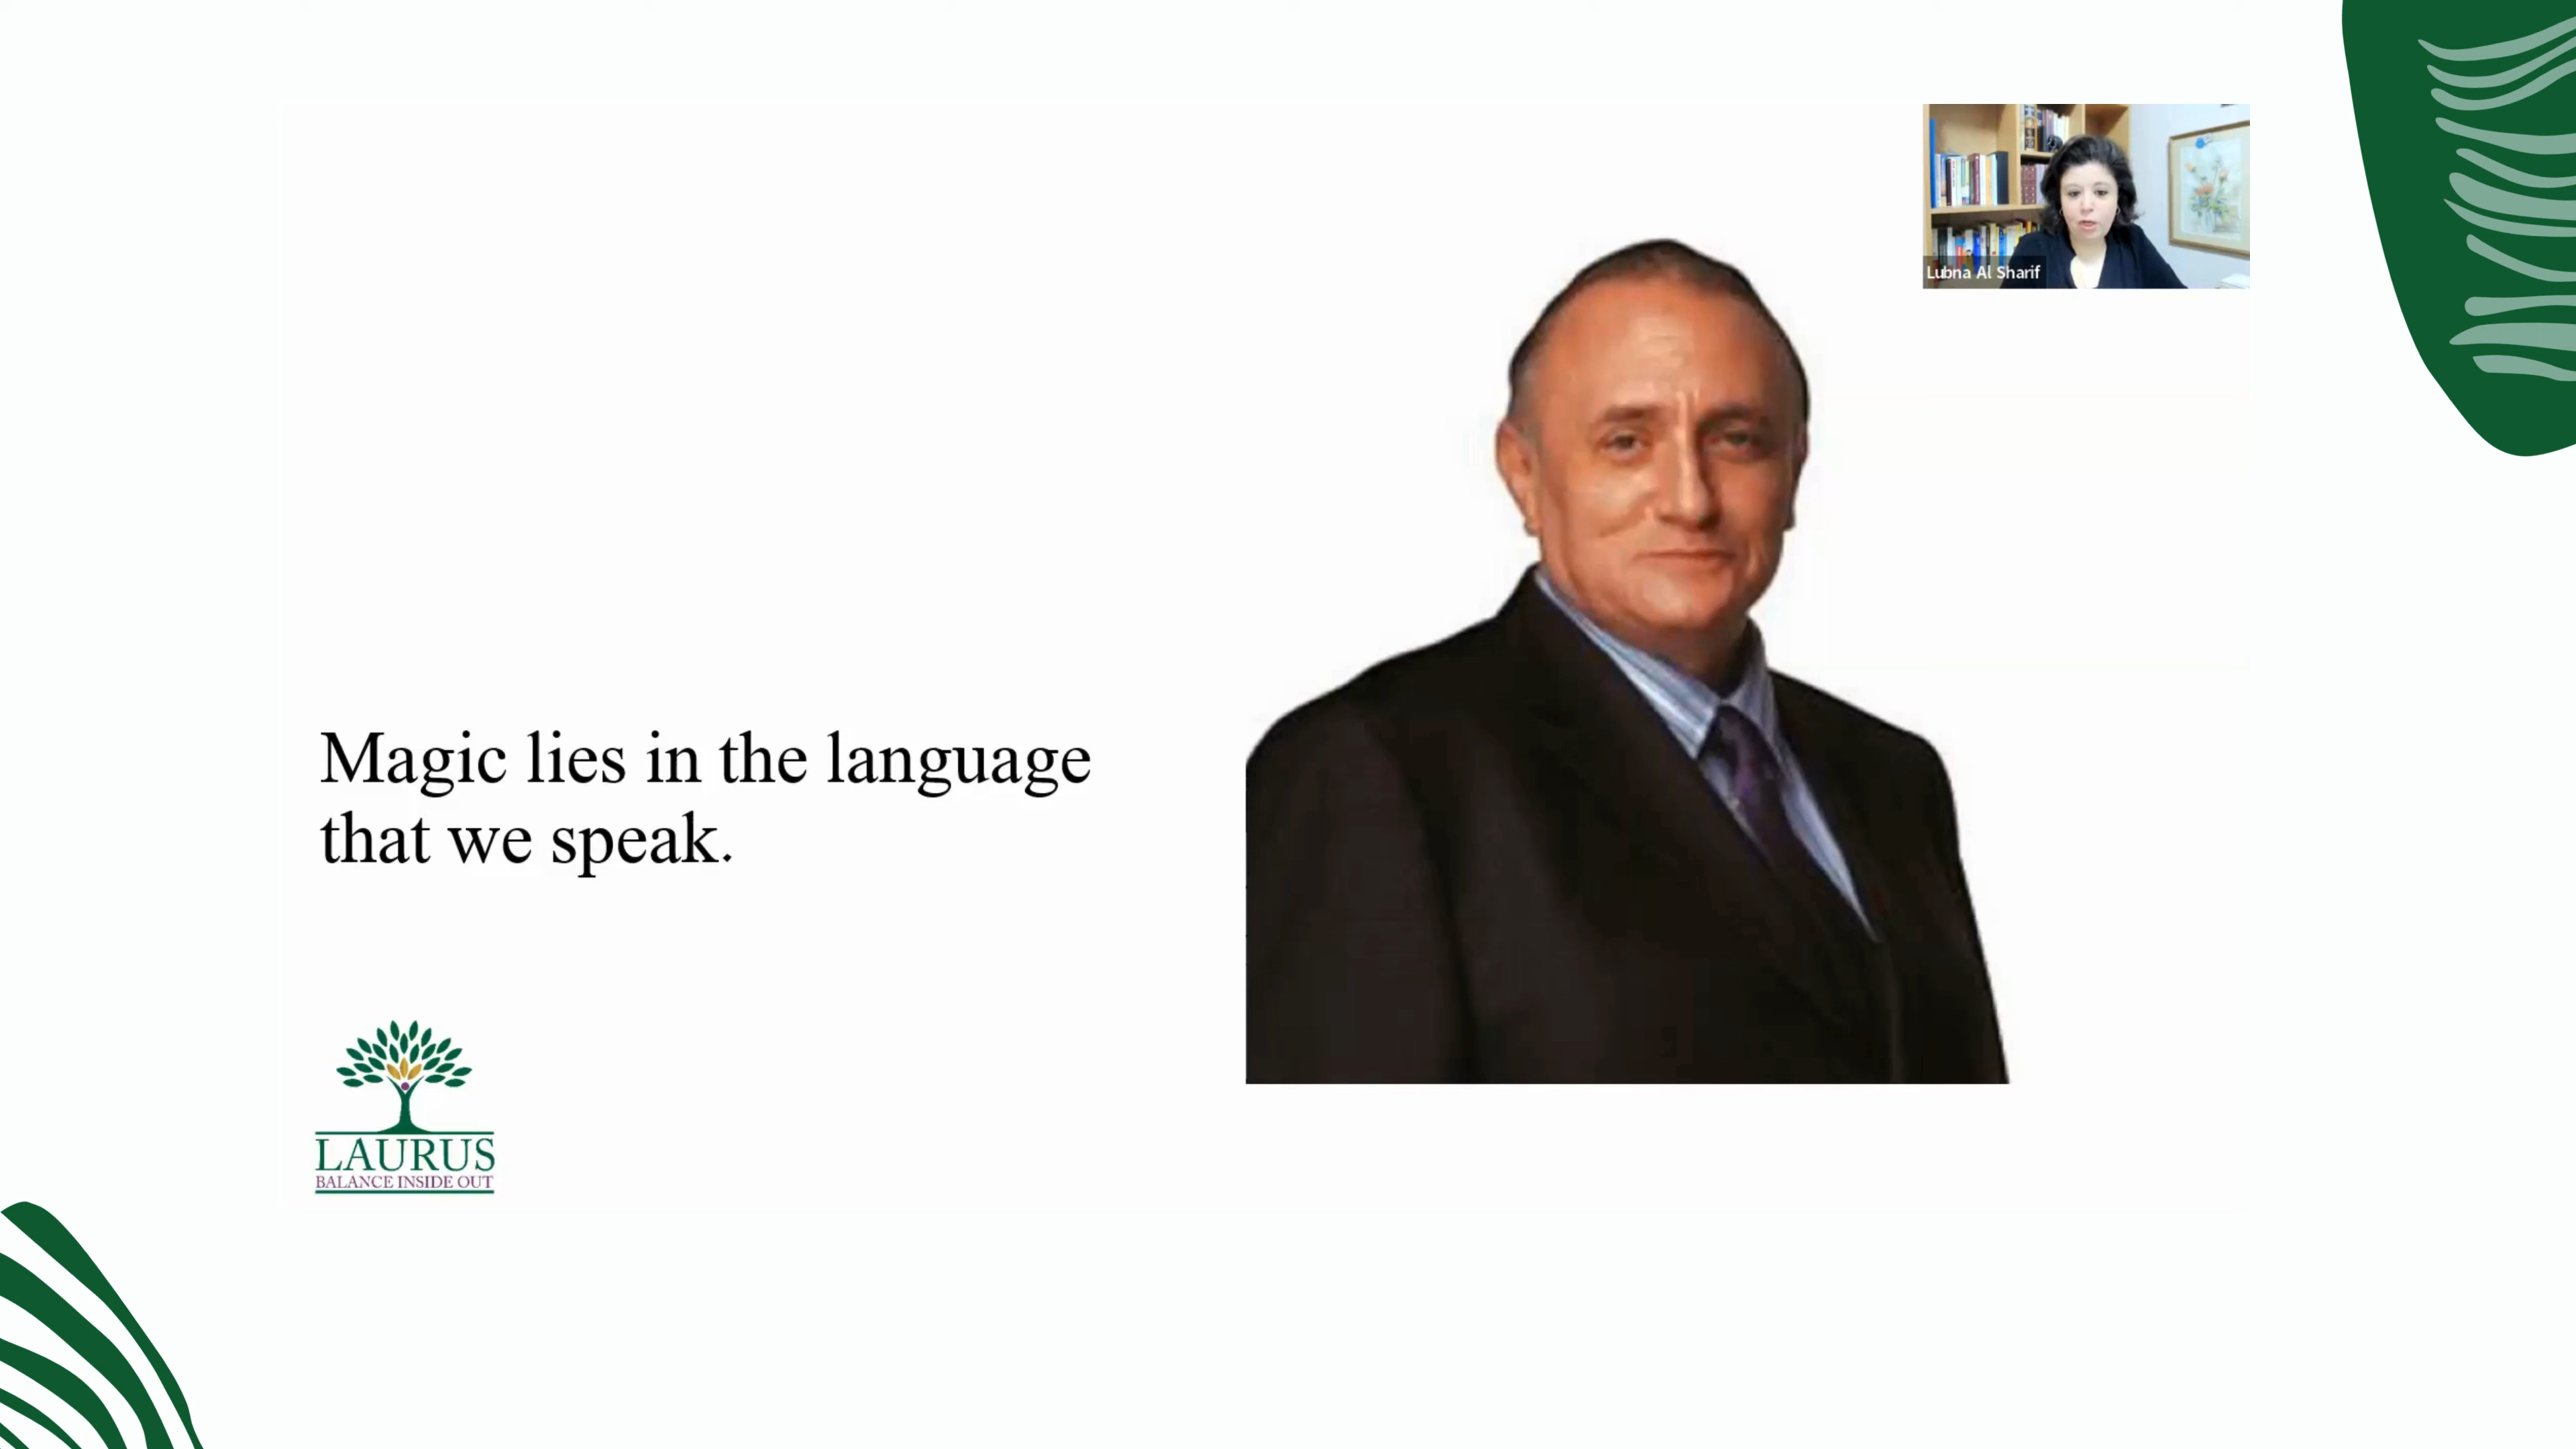 Lubna Al Sharif
Magic lies in the language
that we speak.
LAURUS
BALANCE INSIDE OUT